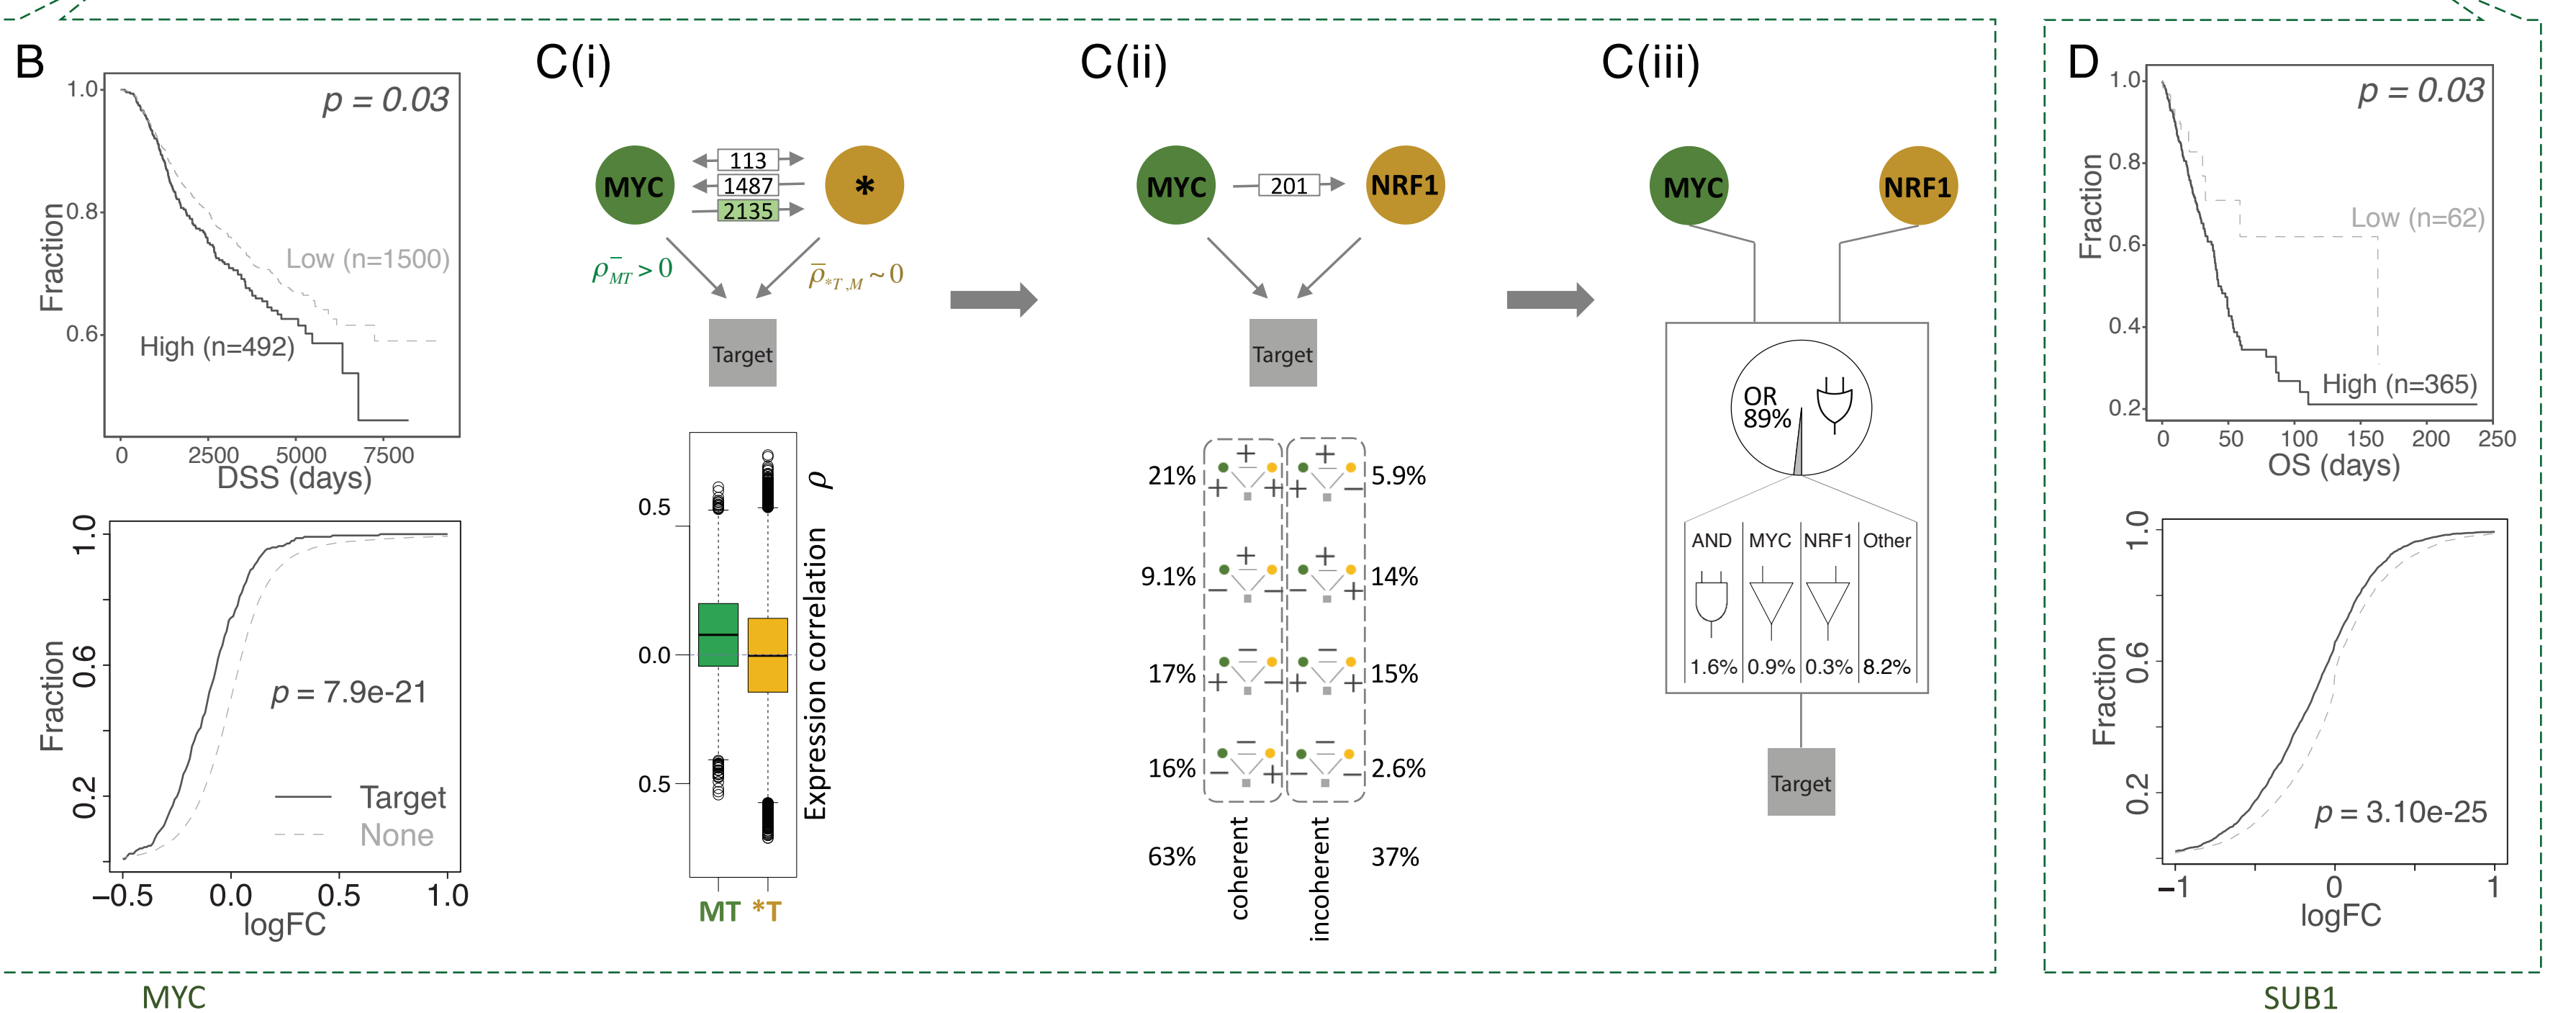 B
p = 0.03
1.0
0.8
0.6
Fraction
Low (n=1500)
High (n=492)
0 2500 5000 7500
DSS (days)
1.0
0.6
0.2
Fraction
p = 7.9e-21
Target
None
−0.5 0.0 0.5 1.0
logFC
C(i)
MYC
113
1487
2135
*
ρ̄MT > 0
ρ̄*T,M ~ 0
Target
0.5
0.0
0.5
Expression correlation ρ
MT *T
C(ii)
MYC
201
NRF1
Target
21% + + + + + − 5.9%
9.1% + − − + − + 14%
17% − + − − + + 15%
16% − − + − − − 2.6%
63% coherent incoherent 37%
C(iii)
MYC
NRF1
OR
89%
AND MYC NRF1 Other
1.6% 0.9% 0.3% 8.2%
Target
MYC
D
p = 0.03
1.0
0.8
0.6
0.4
0.2
Fraction
Low (n=62)
High (n=365)
0 50 100 150 200 250
OS (days)
1.0
0.6
0.2
Fraction
p = 3.10e-25
−1 0 1
logFC
SUB1